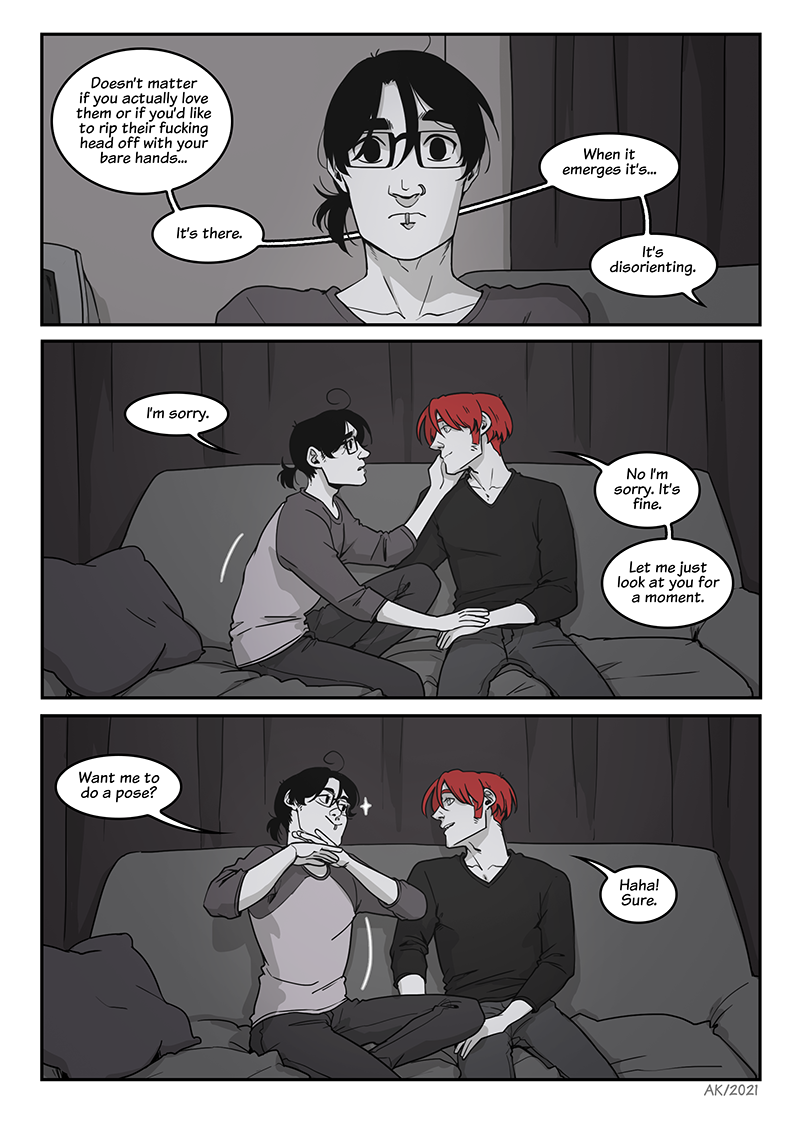 Doesn't matter
if you actually love
them or if you'd like
to rip their fucking
head off with your
bare hands...
It's there.
When it
emerges it's...
It's
disorienting.
I'm sorry.
No I'm
sorry. It's
fine.
Let me just
look at you for
a moment.
Want me to
do a pose?
Haha!
Sure.
AK/2021